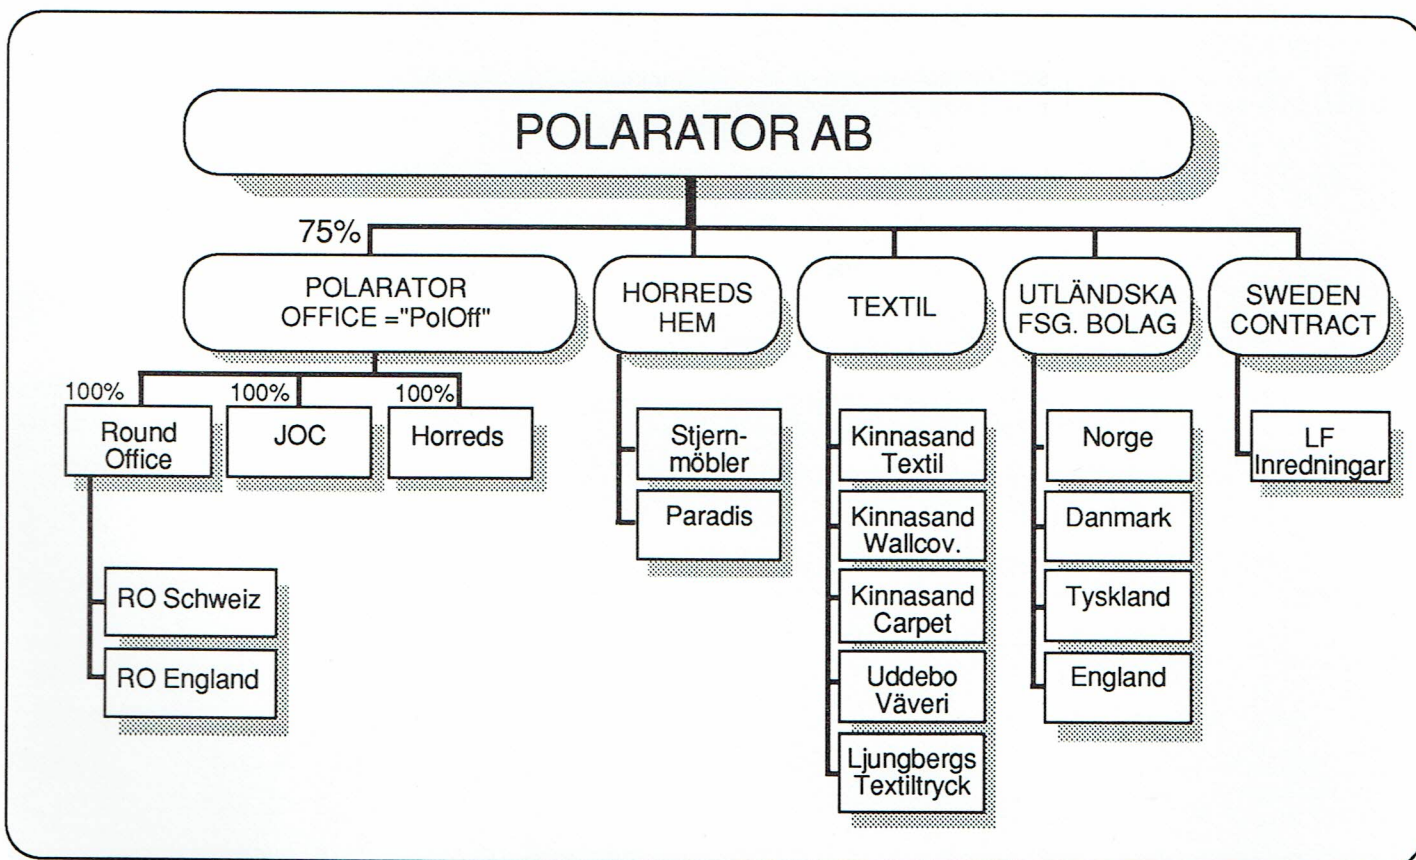 POLARATOR AB
75%
POLARATOR
OFFICE ="PolOff"
HORREDS
HEM
TEXTIL
UTLÄNDSKA
FSG. BOLAG
SWEDEN
CONTRACT
100%
Round
Office
100%
JOC
100%
Horreds
RO Schweiz
RO England
Stjern-
möbler
Paradis
Kinnasand
Textil
Kinnasand
Wallcov.
Kinnasand
Carpet
Uddebo
Väveri
Ljungbergs
Textiltryck
Norge
Danmark
Tyskland
England
LF
Inredningar